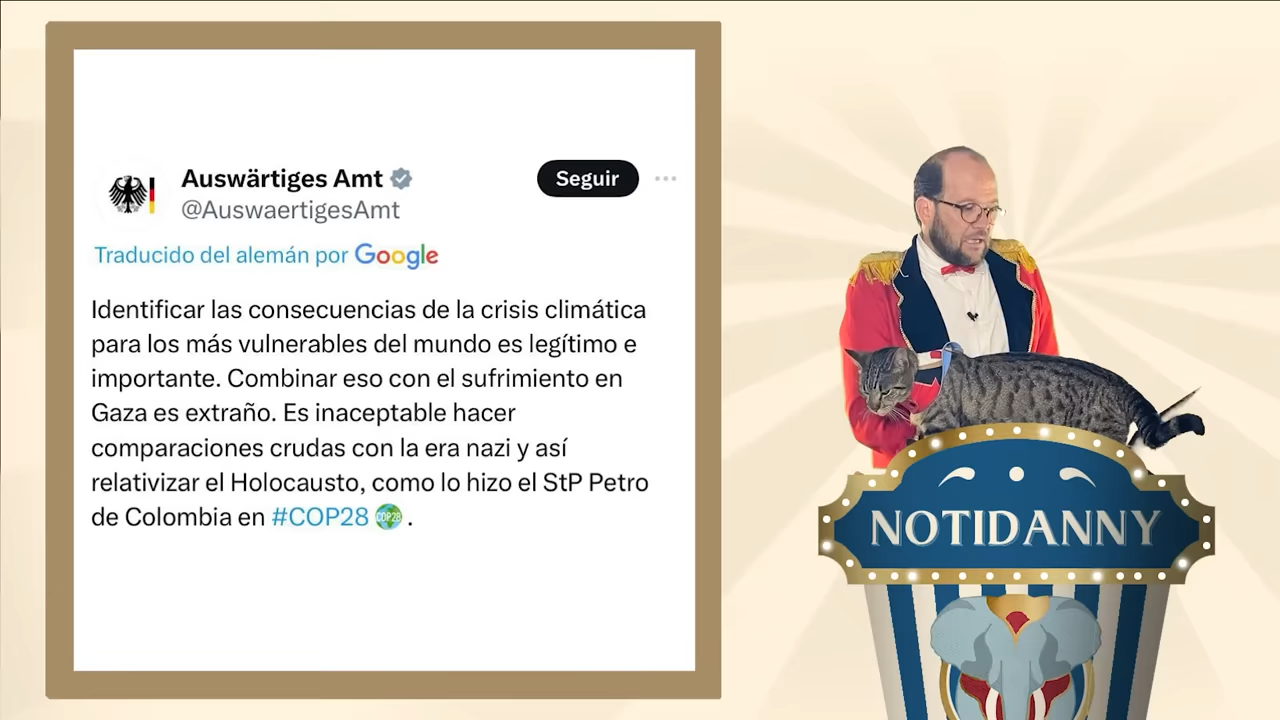 Auswärtiges Amt
@AuswaertigesAmt
Seguir
Traducido del alemán por Google
Identificar las consecuencias de la crisis climática
para los más vulnerables del mundo es legítimo e
importante. Combinar eso con el sufrimiento en
Gaza es extraño. Es inaceptable hacer
comparaciones crudas con la era nazi y así
relativizar el Holocausto, como lo hizo el StP Petro
de Colombia en #COP28 .
COP28
NOTIDANNY